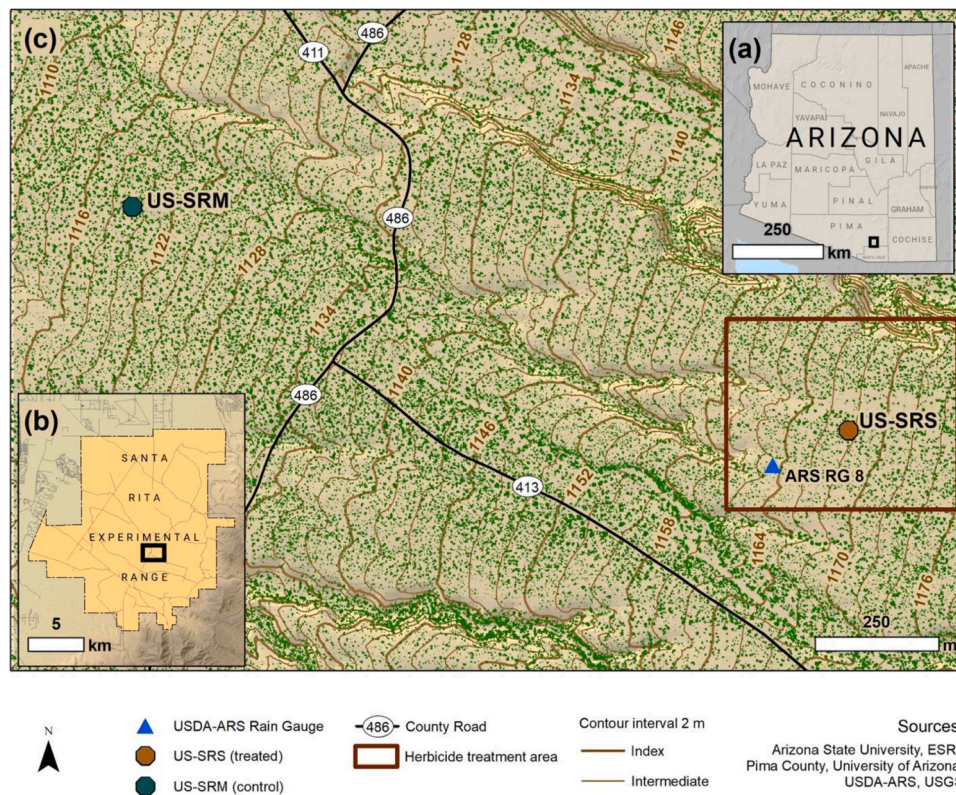 (c)
486
411
1128
1146
1110
1134
1140
US-SRM
486
1116
1122
1128
1134
486
1140
1146
413
1152
1158
1164
1170
1176
US-SRS
ARS RG 8
250
m
(a)
MOHAVE
COCONINO
APACHE
NAVAJO
YAVAPAI
ARIZONA
LA PAZ
MARICOPA
GILA
YUMA
PINAL
GRAHAM
PIMA
COCHISE
SANTA CRUZ
250
km
(b)
SANTA
RITA
EXPERIMENTAL
RANGE
5
km
N
USDA-ARS Rain Gauge
US-SRS (treated)
US-SRM (control)
486 County Road
Herbicide treatment area
Contour interval 2 m
Index
Intermediate
Sources
Arizona State University, ESR
Pima County, University of Arizona
USDA-ARS, USGS